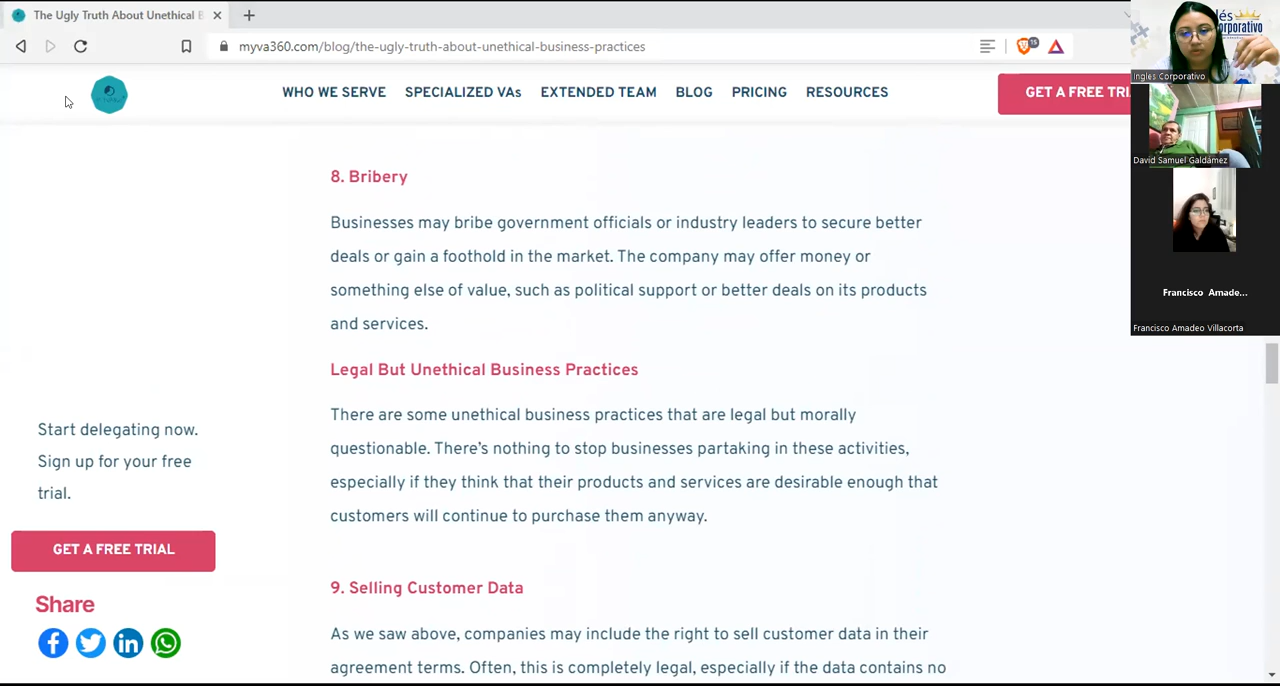 The Ugly Truth About Unethical B
myva360.com/blog/the-ugly-truth-about-unethical-business-practices
15
WHO WE SERVE SPECIALIZED VAs EXTENDED TEAM BLOG PRICING RESOURCES
GET A FREE TRI
8. Bribery
Businesses may bribe government officials or industry leaders to secure better
deals or gain a foothold in the market. The company may offer money or
something else of value, such as political support or better deals on its products
and services.
Legal But Unethical Business Practices
There are some unethical business practices that are legal but morally
questionable. There's nothing to stop businesses partaking in these activities,
especially if they think that their products and services are desirable enough that
customers will continue to purchase them anyway.
9. Selling Customer Data
As we saw above, companies may include the right to sell customer data in their
agreement terms. Often, this is completely legal, especially if the data contains no
Start delegating now.
Sign up for your free
trial.
GET A FREE TRIAL
Share
lés
orporativo
Ingles Corporativo
David Samuel Galdámez
Francisco Amade...
Francisco Amadeo Villacorta